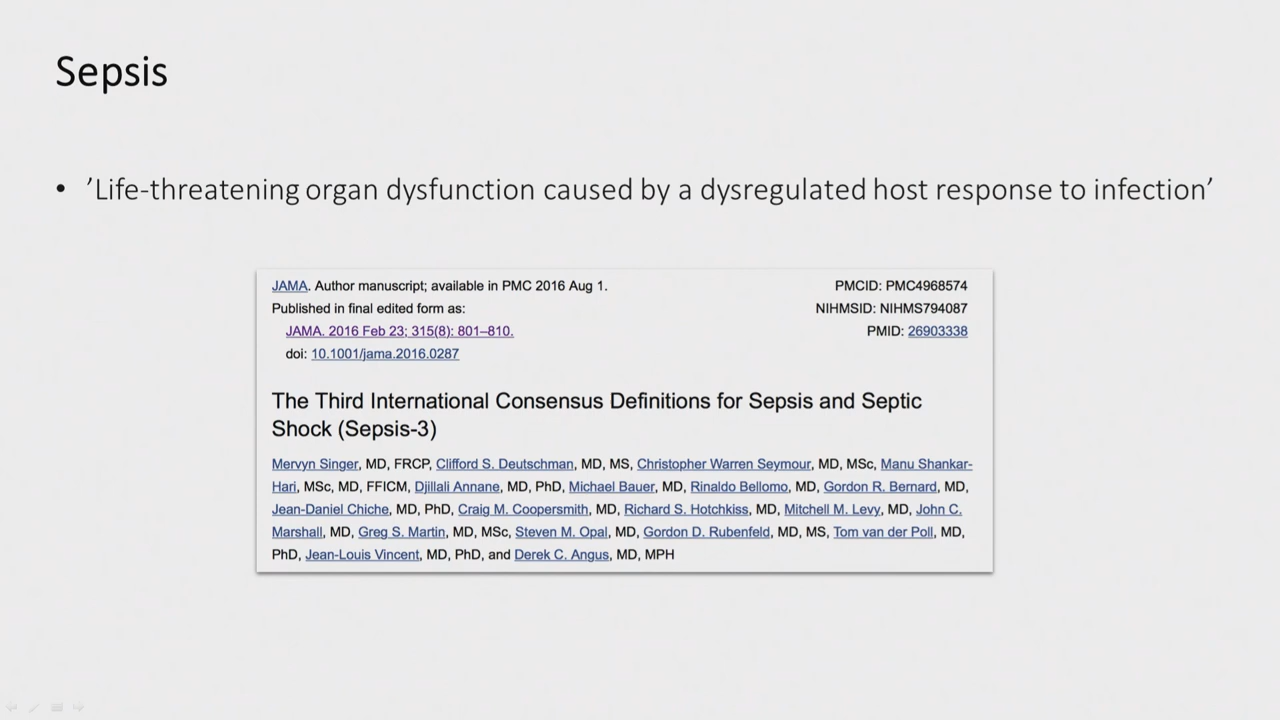 Sepsis
• ’Life-threatening organ dysfunction caused by a dysregulated host response to infection’
JAMA. Author manuscript; available in PMC 2016 Aug 1.
PMCID: PMC4968574
Published in final edited form as:
NIHMSID: NIHMS794087
JAMA. 2016 Feb 23; 315(8): 801–810.
PMID: 26903338
doi: 10.1001/jama.2016.0287
The Third International Consensus Definitions for Sepsis and Septic
Shock (Sepsis-3)
Mervyn Singer, MD, FRCP, Clifford S. Deutschman, MD, MS, Christopher Warren Seymour, MD, MSc, Manu Shankar-
Hari, MSc, MD, FFICM, Djillali Annane, MD, PhD, Michael Bauer, MD, Rinaldo Bellomo, MD, Gordon R. Bernard, MD,
Jean-Daniel Chiche, MD, PhD, Craig M. Coopersmith, MD, Richard S. Hotchkiss, MD, Mitchell M. Levy, MD, John C.
Marshall, MD, Greg S. Martin, MD, MSc, Steven M. Opal, MD, Gordon D. Rubenfeld, MD, MS, Tom van der Poll, MD,
PhD, Jean-Louis Vincent, MD, PhD, and Derek C. Angus, MD, MPH